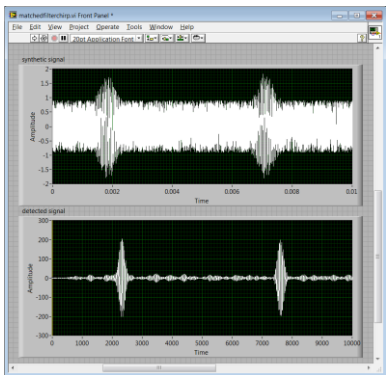 matchedfilterchirp.vi Front Panel *
File Edit View Project Operate Tools Window Help
20pt Application Font
synthetic signal
2
1.5
1
0.5
0
-0.5
-1
-1.5
-2
Amplitude
0 0.002 0.004 0.006 0.008 0.01
Time
detected signal
300
200
100
0
-100
-200
-300
Amplitude
0 1000 2000 3000 4000 5000 6000 7000 8000 9000 10000
Time